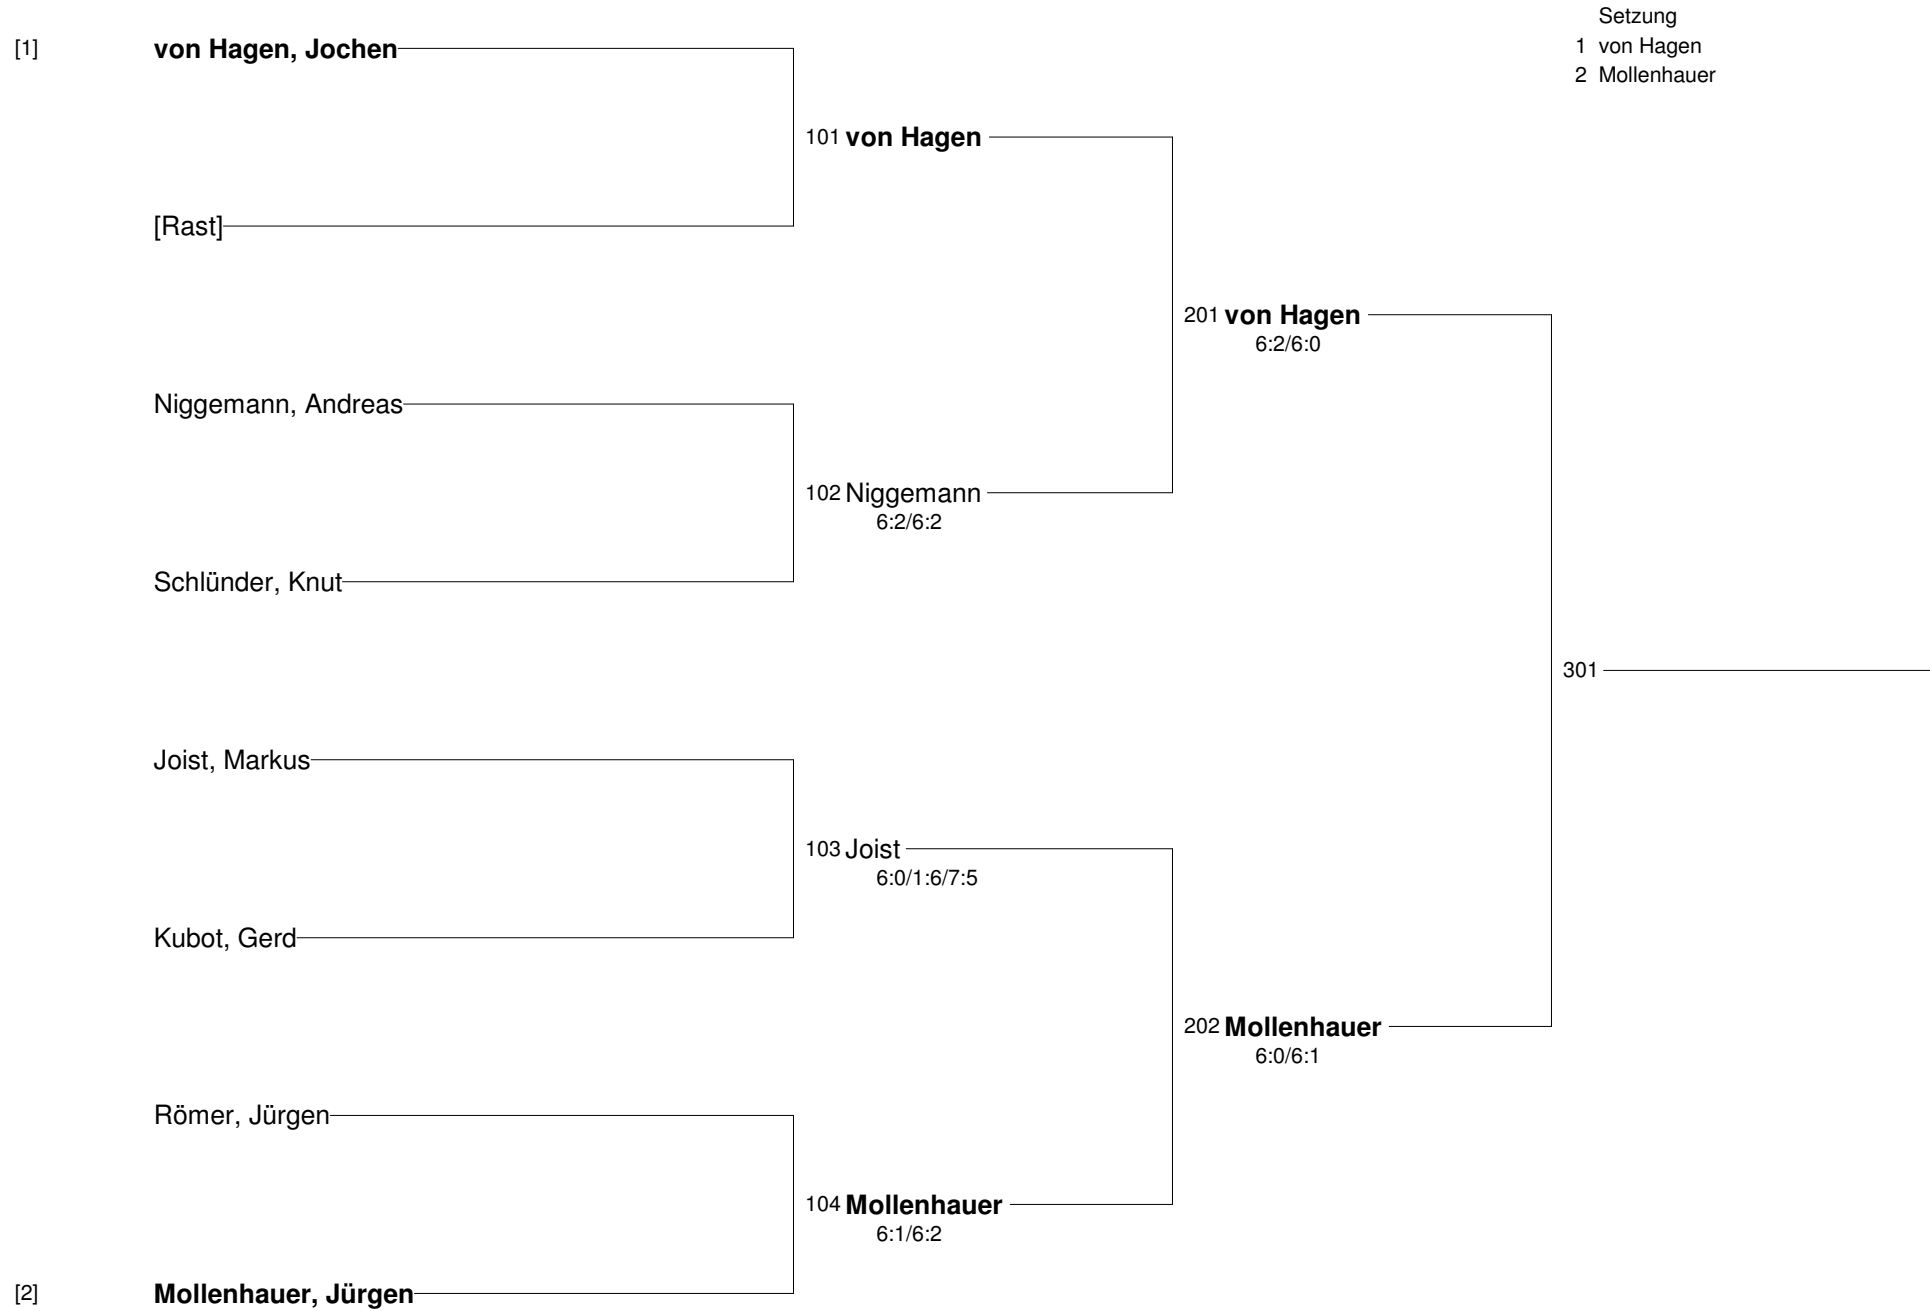 Setzung
1 von Hagen
2 Mollenhauer
[1] von Hagen, Jochen
101 von Hagen
[Rast]
201 von Hagen
6:2/6:0
Niggemann, Andreas
102 Niggemann
6:2/6:2
Schlünder, Knut
301
Joist, Markus
103 Joist
6:0/1:6/7:5
Kubot, Gerd
202 Mollenhauer
6:0/6:1
Römer, Jürgen
104 Mollenhauer
6:1/6:2
[2] Mollenhauer, Jürgen